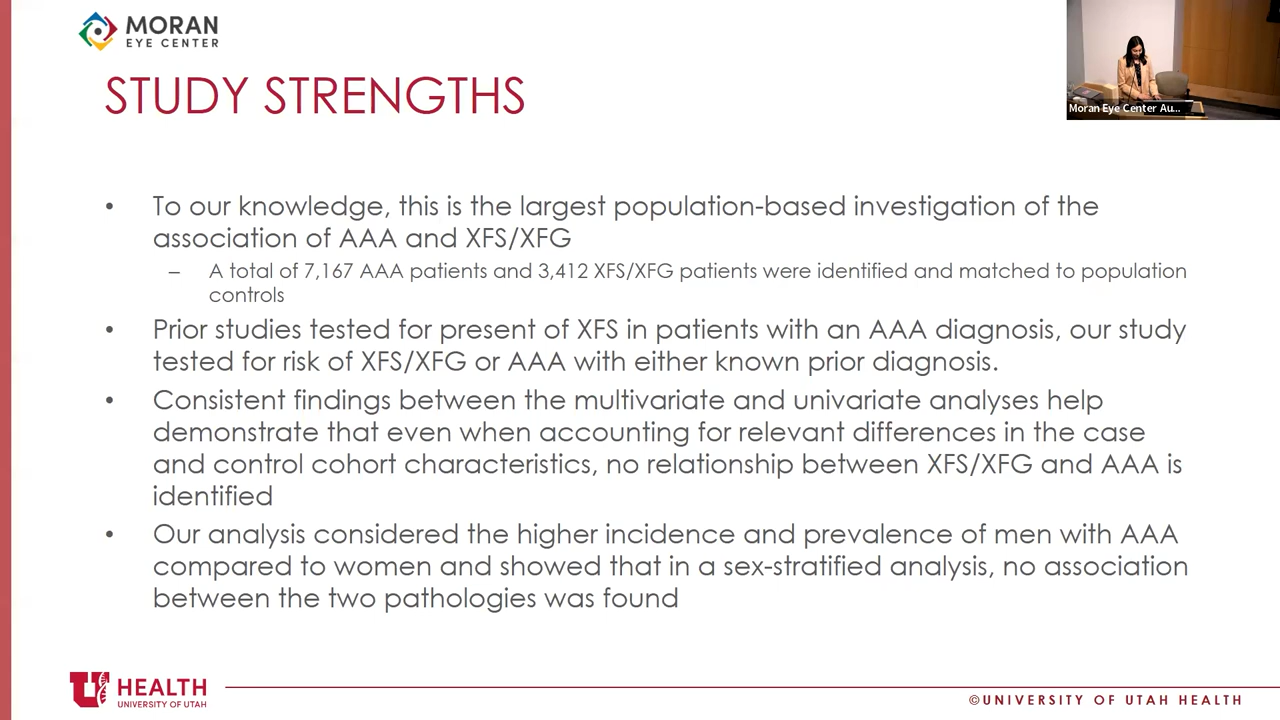 MORAN
EYE CENTER
Moran Eye Center Au...
STUDY STRENGTHS
• To our knowledge, this is the largest population-based investigation of the
association of AAA and XFS/XFG
– A total of 7,167 AAA patients and 3,412 XFS/XFG patients were identified and matched to population
controls
• Prior studies tested for present of XFS in patients with an AAA diagnosis, our study
tested for risk of XFS/XFG or AAA with either known prior diagnosis.
• Consistent findings between the multivariate and univariate analyses help
demonstrate that even when accounting for relevant differences in the case
and control cohort characteristics, no relationship between XFS/XFG and AAA is
identified
• Our analysis considered the higher incidence and prevalence of men with AAA
compared to women and showed that in a sex-stratified analysis, no association
between the two pathologies was found
U HEALTH
UNIVERSITY OF UTAH
©UNIVERSITY OF UTAH HEALTH